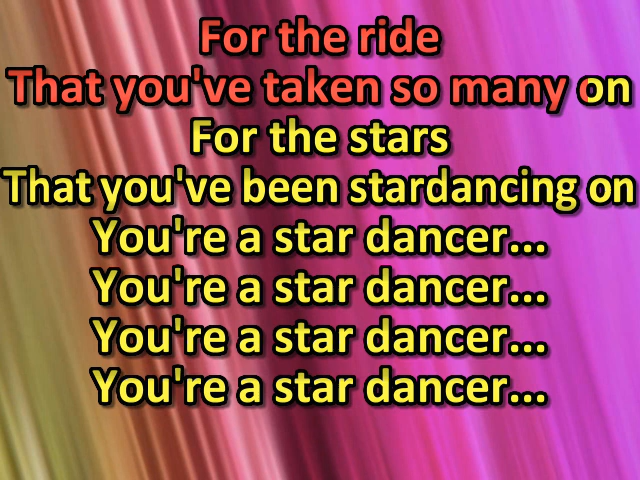 For the ride
That you've taken so many on
For the stars
That you've been stardancing on
You're a star dancer...
You're a star dancer...
You're a star dancer...
You're a star dancer...